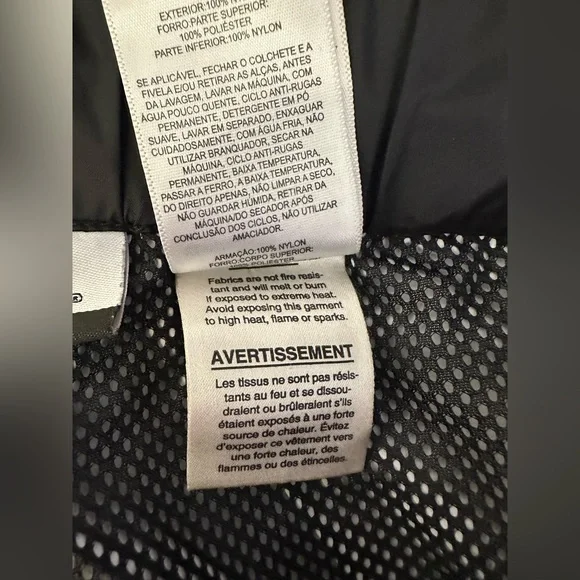 EXTERIOR:100% NYLON
FORRO:PARTE SUPERIOR:
100% POLIÉSTER
PARTE INFERIOR:100% NYLON
SE APLICÁVEL, FECHAR O COLCHETE E A
FIVELA E/OU RETIRAR AS ALÇAS, ANTES
DA LAVAGEM, LAVAR NA MÁQUINA, COM
ÁGUA POUCO QUENTE, CICLO ANTI-RUGAS
PERMANENTE, DETERGENTE EM PÓ
SUAVE, LAVAR EM SEPARADO, ENXAGUAR
CUIDADOSAMENTE, COM ÁGUA FRIA, NÃO
UTILIZAR BRANQUADOR, SECAR NA
MÁQUINA, CICLO ANTI-RUGAS
PERMANENTE, BAIXA TEMPERATURA,
PASSAR A FERRO, A BAIXA TEMPERATURA,
DO DIREITO APENAS, NÃO LIMPAR A SECO,
NÃO GUARDAR HÚMIDA, RETIRAR DA
MÁQUINA/DO SECADOR APÓS
CONCLUSÃO DOS CICLOS, NÃO UTILIZAR
AMACIADOR.
ARMAÇÃO:100% NYLON
FORRO:CORPO SUPERIOR:
100% POLIÉSTER
Fabrics are not fire resis-
tant and will melt or burn
if exposed to extreme heat.
Avoid exposing this garment
to high heat, flame or sparks.
AVERTISSEMENT
Les tissus ne sont pas résis-
tants au feu et se dissou-
draient ou brûleraient s'ils
étaient exposés à une forte
source de chaleur. Évitez
d'exposer ce vêtement vers
une forte chaleur, des
flammes ou des étincelles.
®